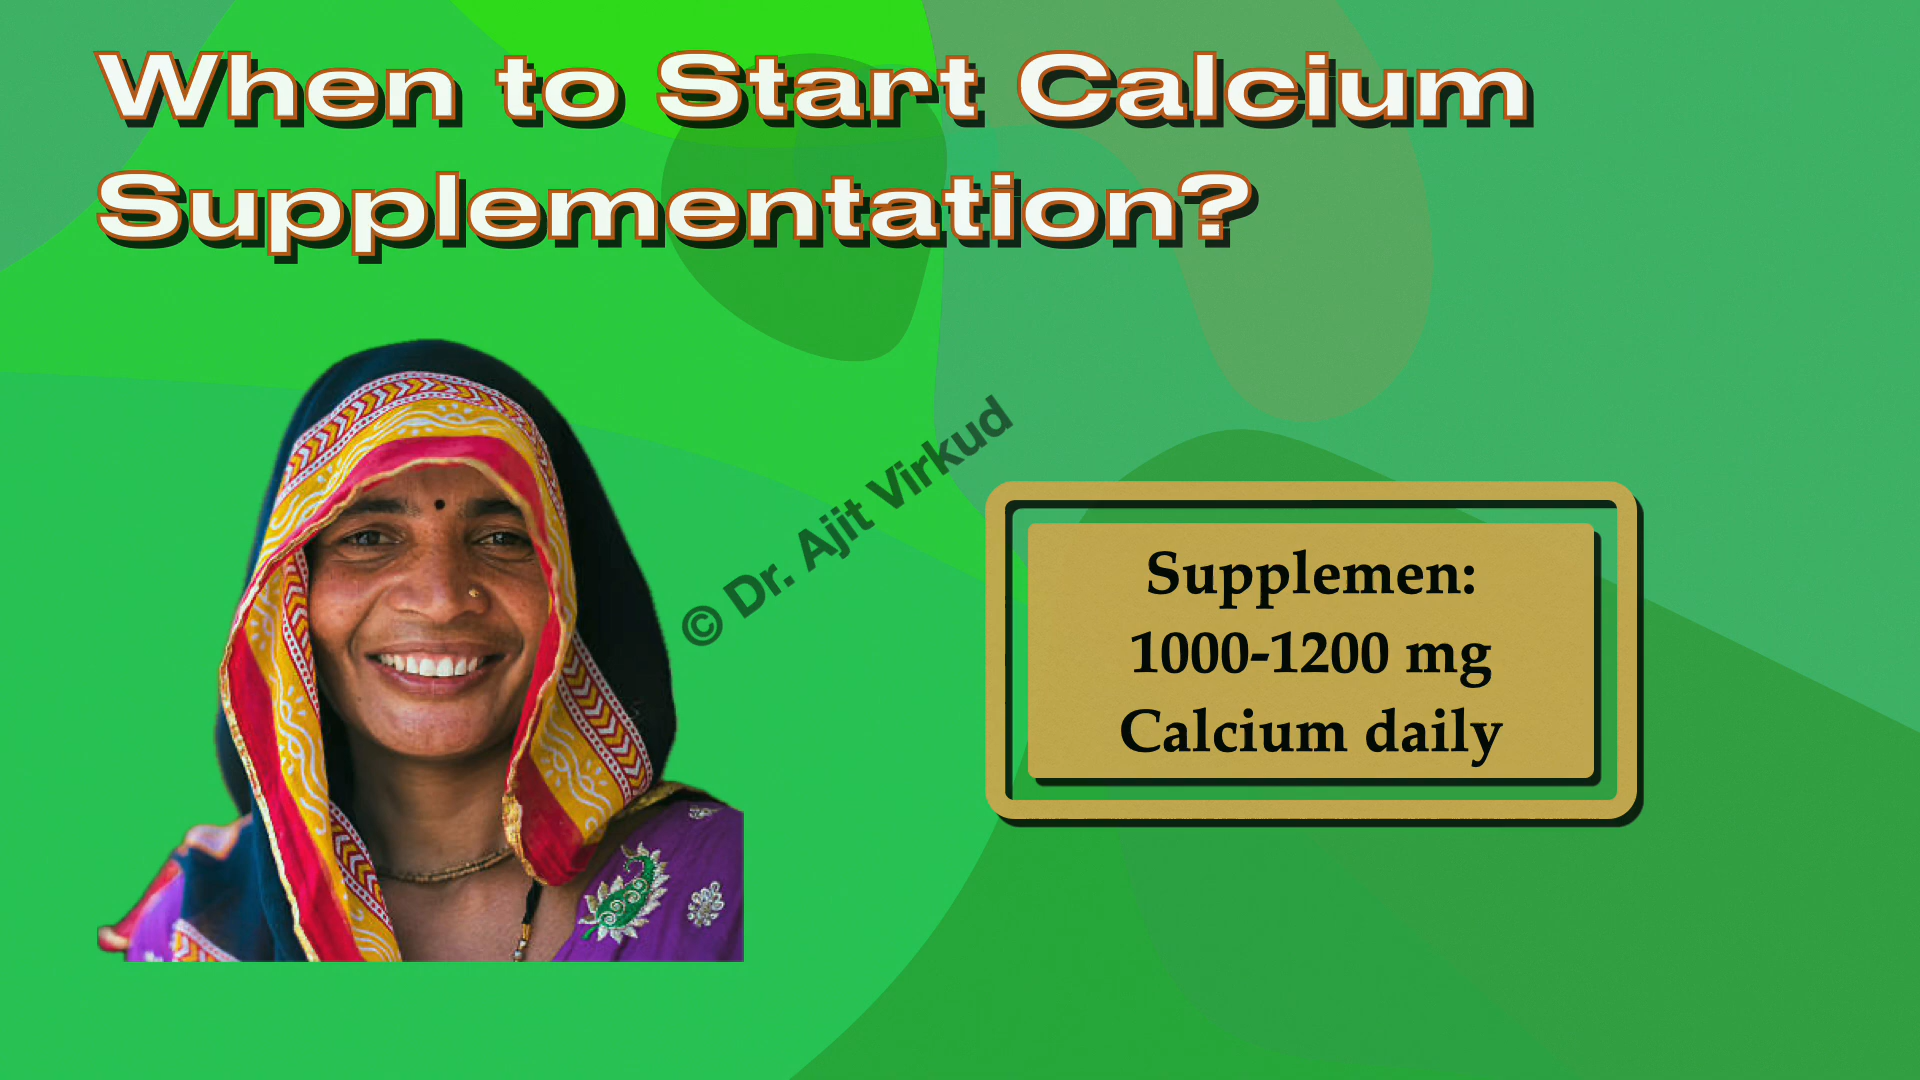 When to Start Calcium
Supplementation?
© Dr. Ajit Virkud
Supplemen:
1000-1200 mg
Calcium daily